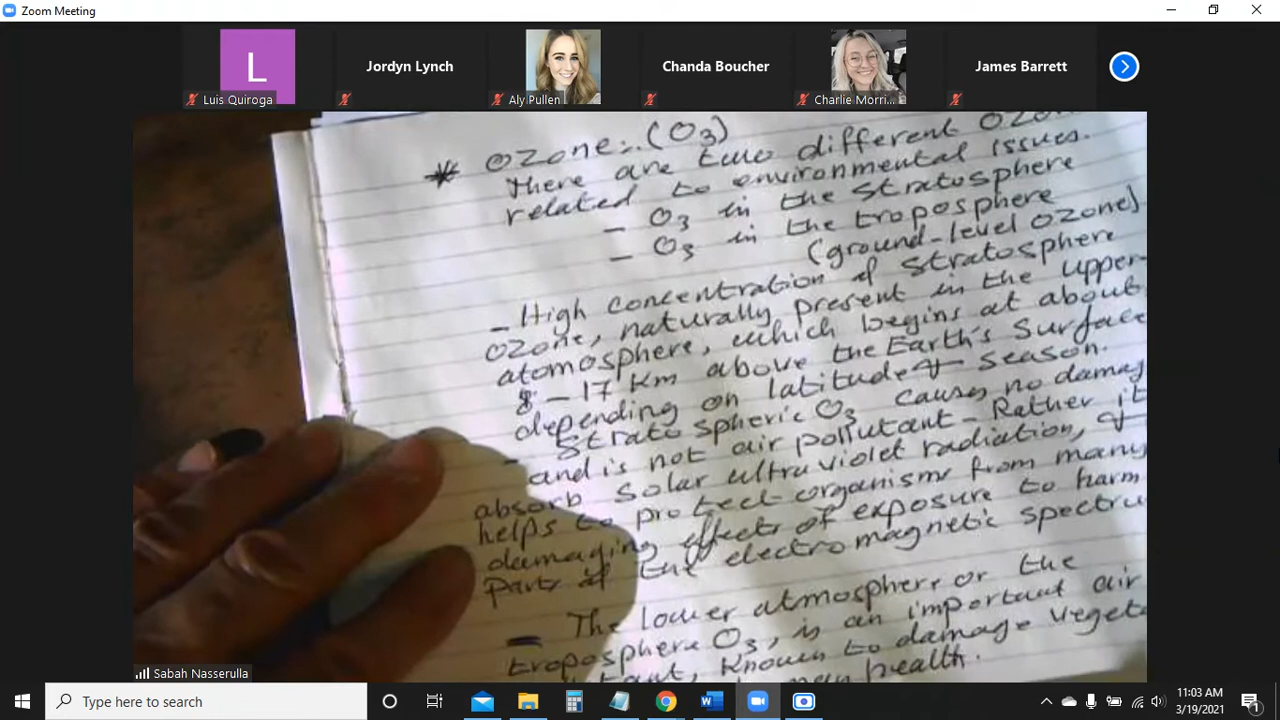 Zoom Meeting
L
Luis Quiroga
Jordyn Lynch
Aly Pullen
Chanda Boucher
Charlie Morri...
James Barrett
* Ozone:. (O3)
There are two different Ozon
related to environmental issues.
- O3 in the stratosphere
- O3 in the troposphere
(ground-level Ozone)
- High concentration of stratosphere
Ozone, naturally present in the upper
atomosphere, which begins at about
8-17 Km above the Earth's Surface
depending on latitude & season.
- Stratospheric O3 causes no damag
and is not air pollutant - Rather it
absorb solar ultraviolet radiation, &
helps to protect organisms from many
damaging effects of exposure to harm
Parts of the electromagnetic spectru
- The lower atmosphere or the
troposphere O3, is an important air
known to damage vegeta
health.
Sabah Nasserulla
Type here to search
11:03 AM
3/19/2021
1